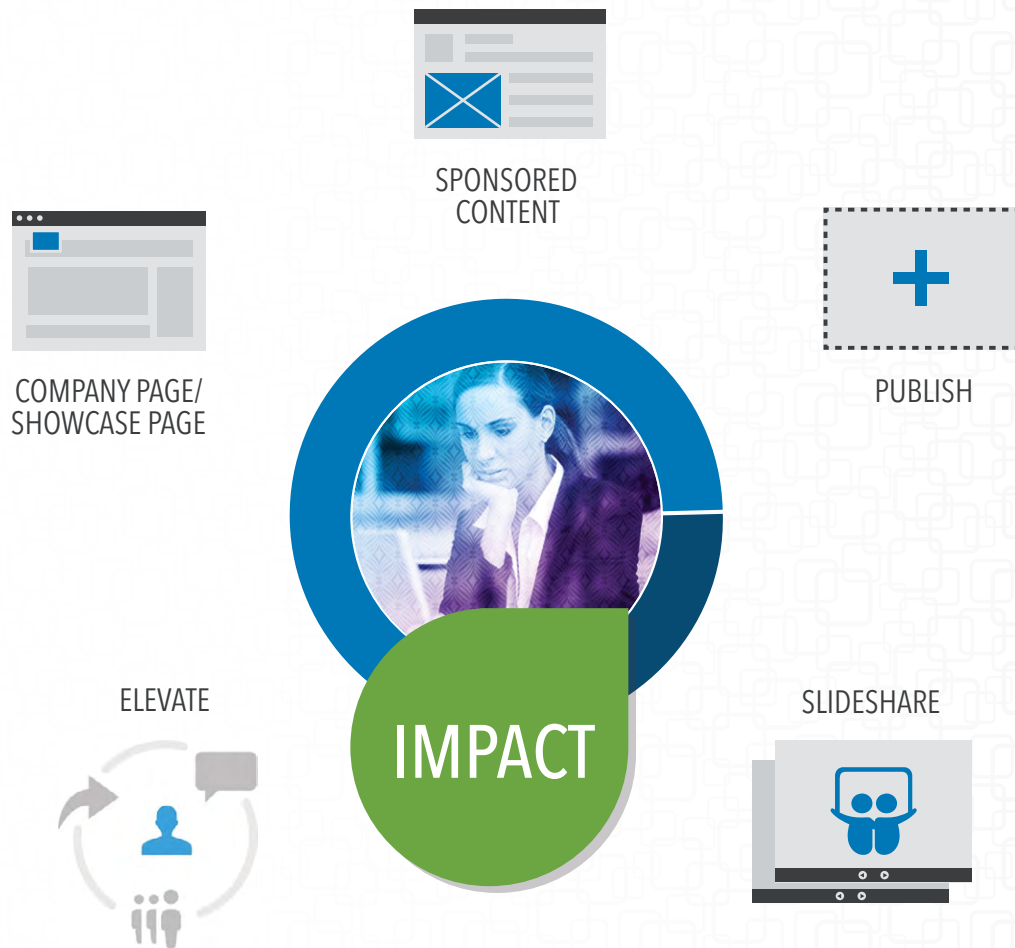 SPONSORED
CONTENT
COMPANY PAGE/
SHOWCASE PAGE
PUBLISH
ELEVATE
SLIDESHARE
IMPACT